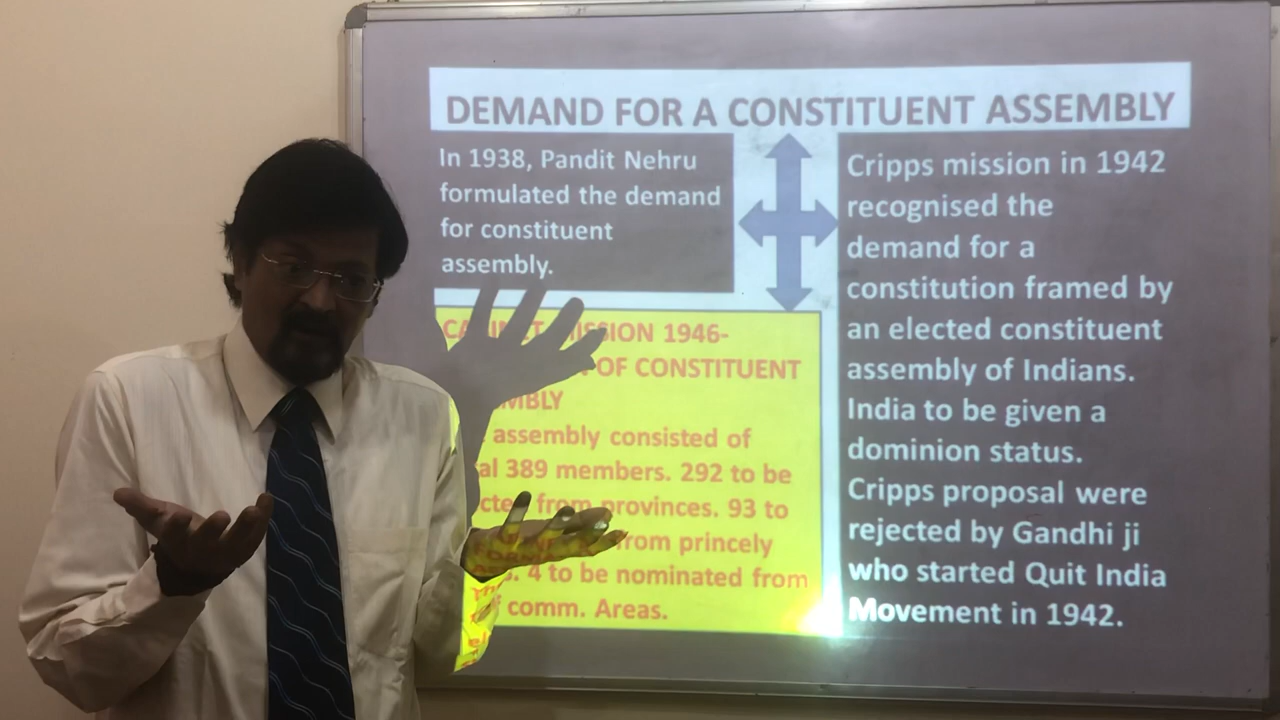 DEMAND FOR A CONSTITUENT ASSEMBLY
In 1938, Pandit Nehru
formulated the demand
for constituent
assembly.
MISSION 1946-
OF CONSTITUENT
assembly consisted of
389 members. 292 to be
from provinces. 93 to
from princely
4 to be nominated from
comm. Areas.
Cripps mission in 1942
recognised the
demand for a
constitution framed by
an elected constituent
assembly of Indians.
India to be given a
dominion status.
Cripps proposal were
rejected by Gandhi ji
who started Quit India
Movement in 1942.